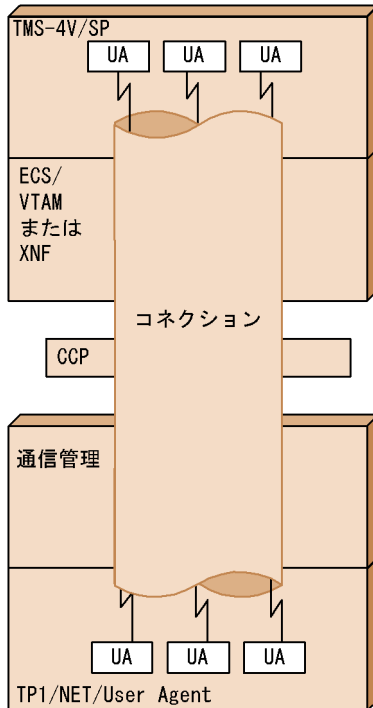 TMS-4V/SP
UA
UA
UA
ECS/
VTAM
または
XNF
コネクション
CCP
通信管理
UA
UA
UA
TP1/NET/User Agent